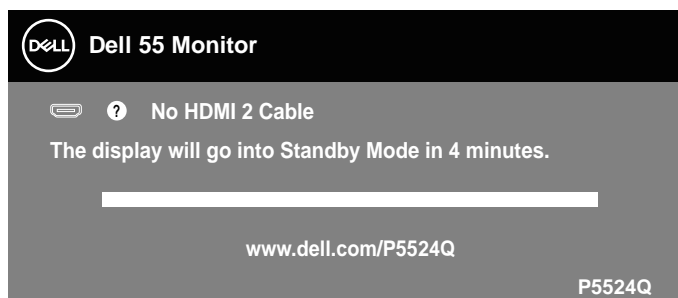 DELL Dell 55 Monitor
? No HDMI 2 Cable
The display will go into Standby Mode in 4 minutes.
www.dell.com/P5524Q
P5524Q